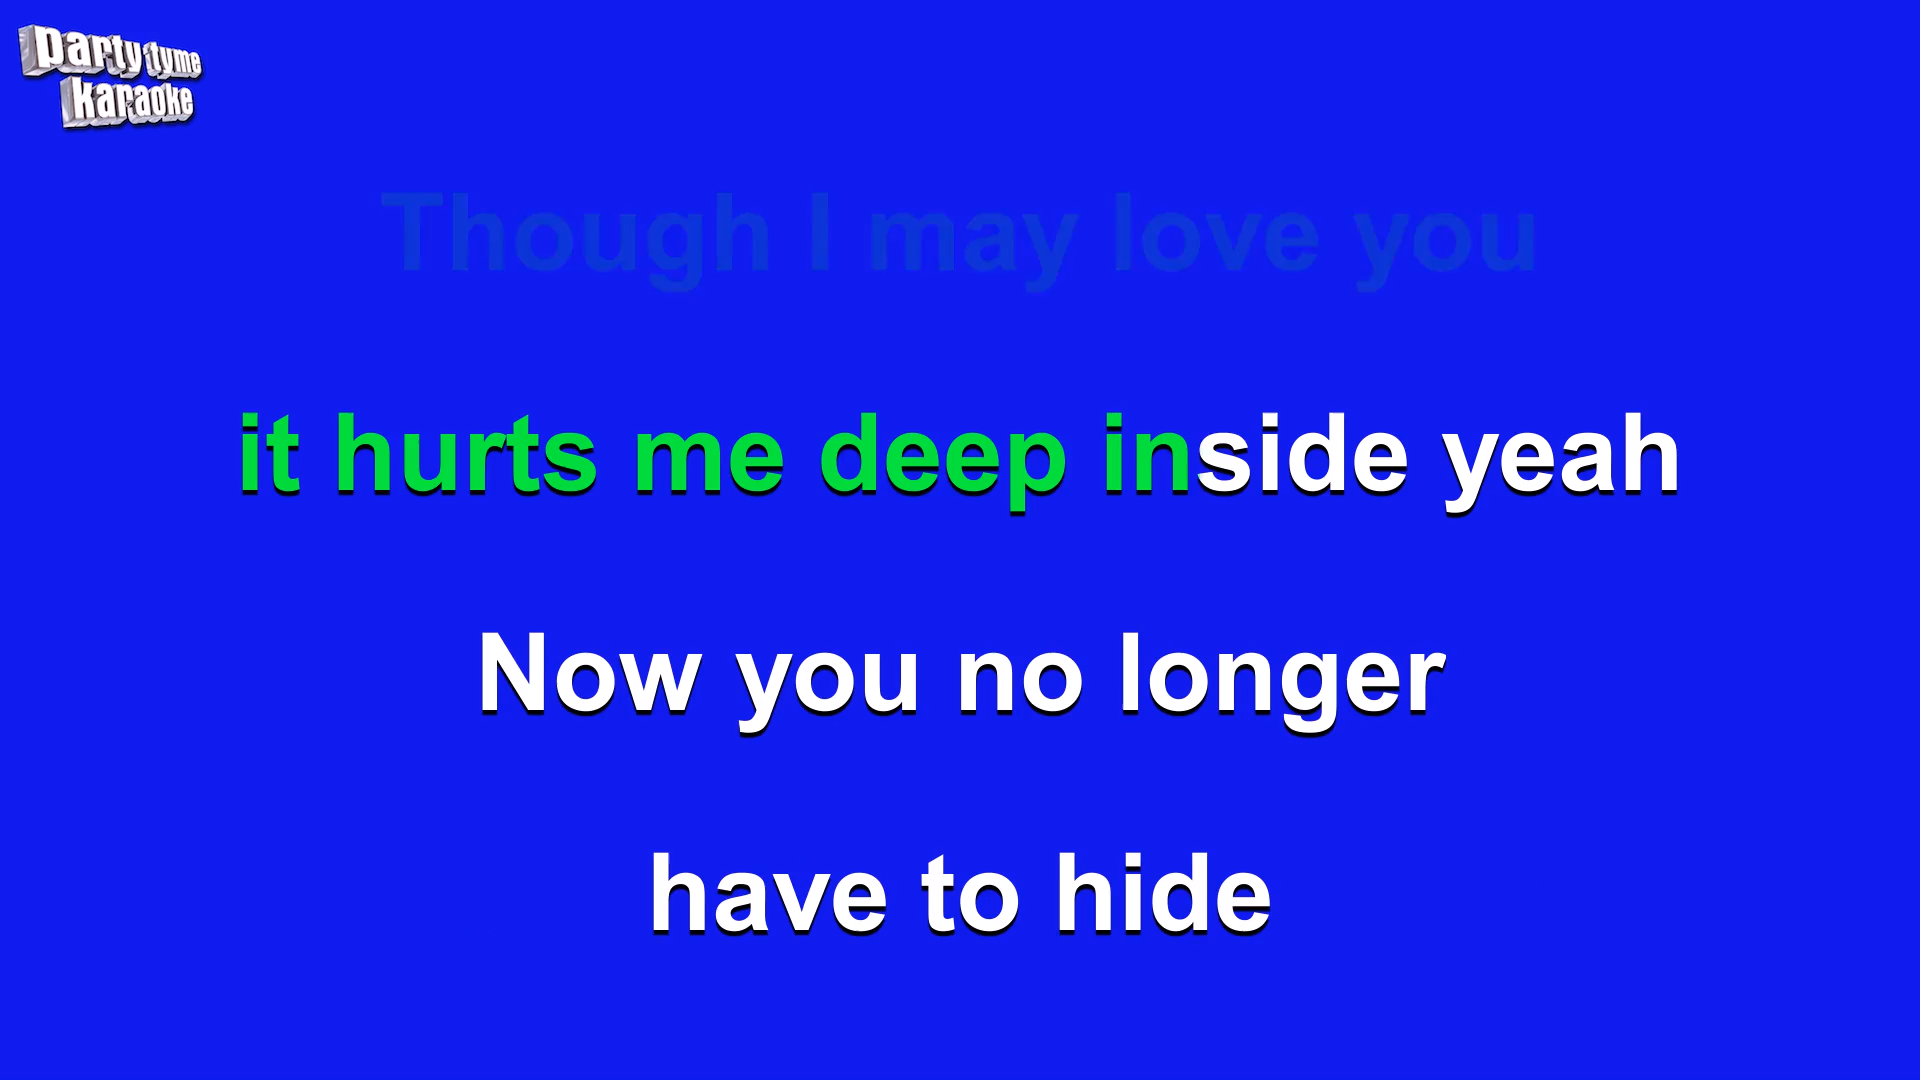 party tyme
karaoke
Though I may love you
it hurts me deep inside yeah
Now you no longer
have to hide